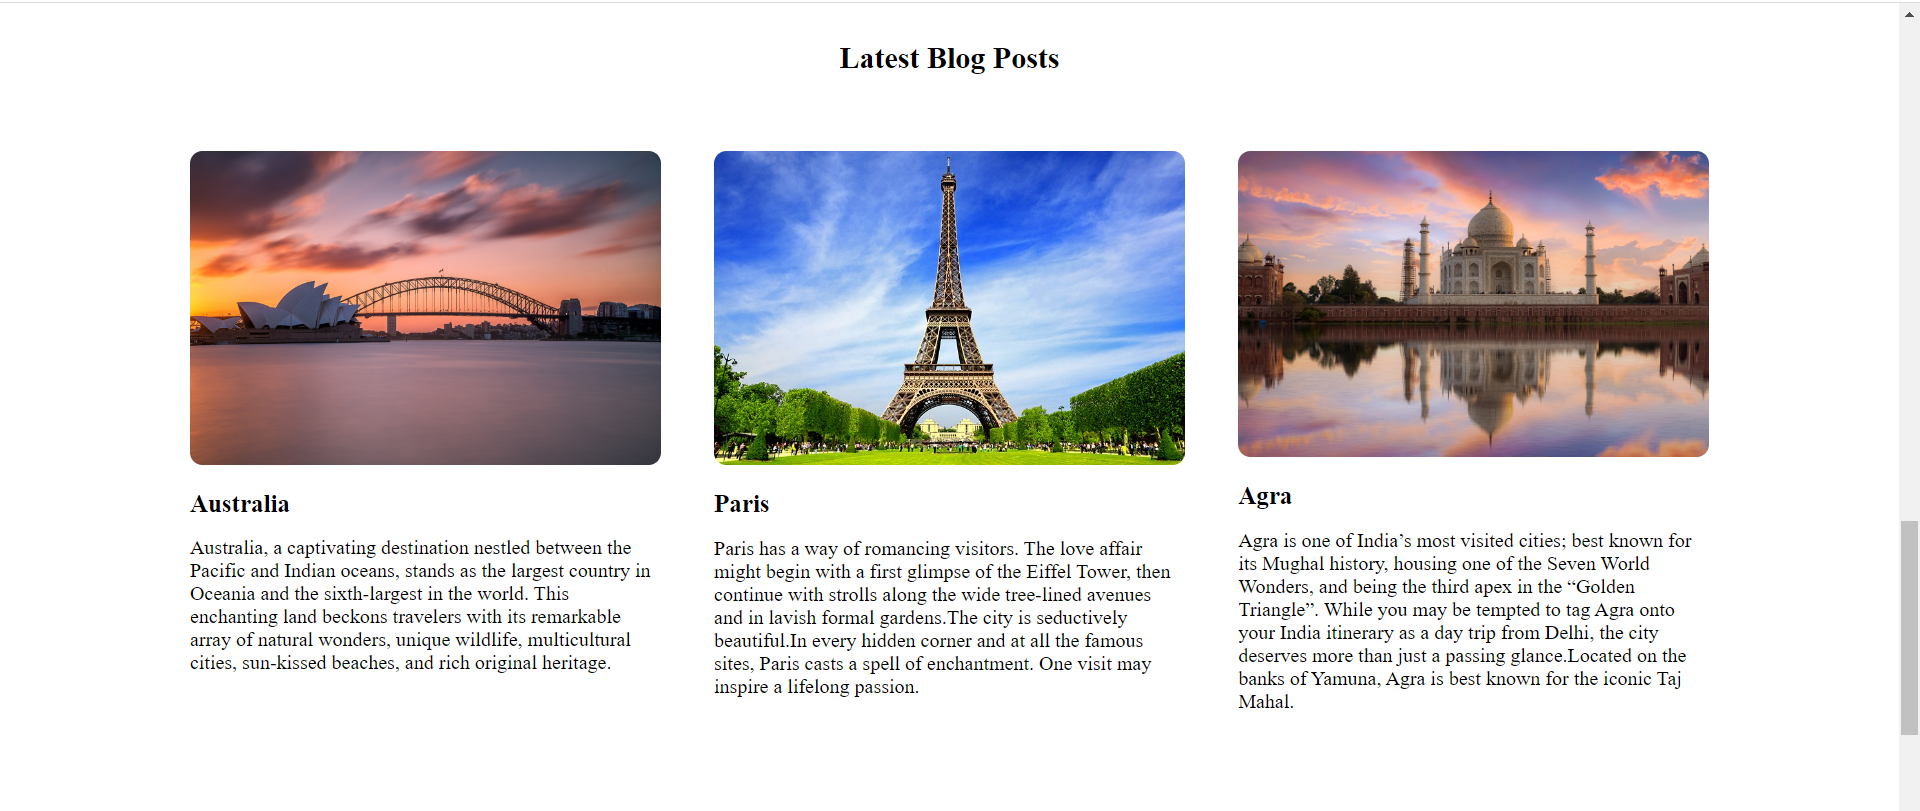 Latest Blog Posts
Australia
Australia, a captivating destination nestled between the
Pacific and Indian oceans, stands as the largest country in
Oceania and the sixth-largest in the world. This
enchanting land beckons travelers with its remarkable
array of natural wonders, unique wildlife, multicultural
cities, sun-kissed beaches, and rich original heritage.
Paris
Paris has a way of romancing visitors. The love affair
might begin with a first glimpse of the Eiffel Tower, then
continue with strolls along the wide tree-lined avenues
and in lavish formal gardens.The city is seductively
beautiful.In every hidden corner and at all the famous
sites, Paris casts a spell of enchantment. One visit may
inspire a lifelong passion.
Agra
Agra is one of India’s most visited cities; best known for
its Mughal history, housing one of the Seven World
Wonders, and being the third apex in the “Golden
Triangle”. While you may be tempted to tag Agra onto
your India itinerary as a day trip from Delhi, the city
deserves more than just a passing glance.Located on the
banks of Yamuna, Agra is best known for the iconic Taj
Mahal.